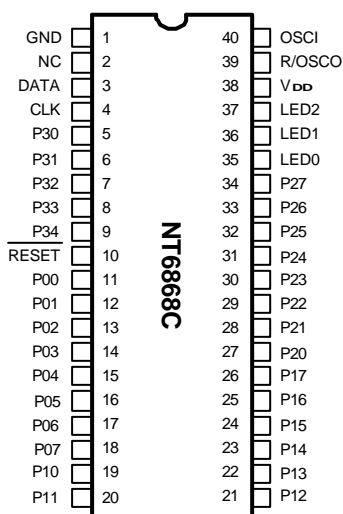 GND 1 40 OSCI
NC 2 39 R/OSCO
DATA 3 38 VDD
CLK 4 37 LED2
P30 5 36 LED1
P31 6 35 LED0
P32 7 34 P27
P33 8 33 P26
P34 9 32 P25
RESET 10 31 P24
P00 11 30 P23
P01 12 29 P22
P02 13 28 P21
P03 14 27 P20
P04 15 26 P17
P05 16 25 P16
P06 17 24 P15
P07 18 23 P14
P10 19 22 P13
P11 20 21 P12
NT6868C